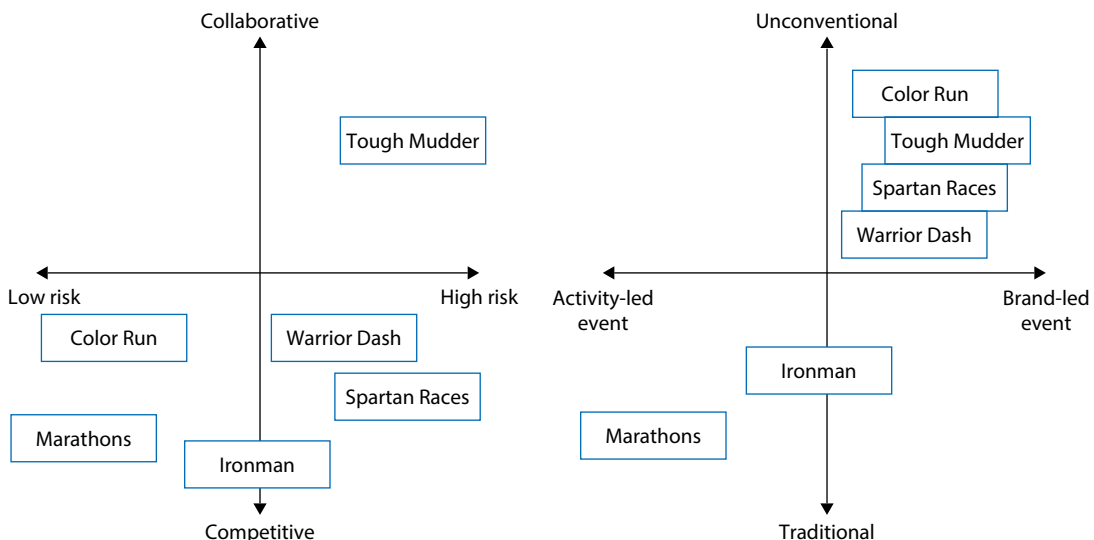 Collaborative
Tough Mudder
Low risk
High risk
Color Run
Warrior Dash
Spartan Races
Marathons
Ironman
Competitive
Unconventional
Color Run
Tough Mudder
Spartan Races
Warrior Dash
Activity-led
event
Brand-led
event
Ironman
Marathons
Traditional